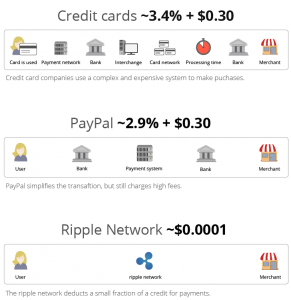 Credit cards ~3.4% + $0.30
Card is used Payment network Bank Interchange Card network Processing time Bank Merchant
Credit card companies use a complex and expensive system to make puchases.
PayPal ~2.9% + $0.30
User Bank Payment system Bank Merchant
PayPal simplifies the transaftion, but still charges high fees.
Ripple Network ~$0.0001
User ripple network Merchant
The ripple network deducts a small fraction of a credit for payments.